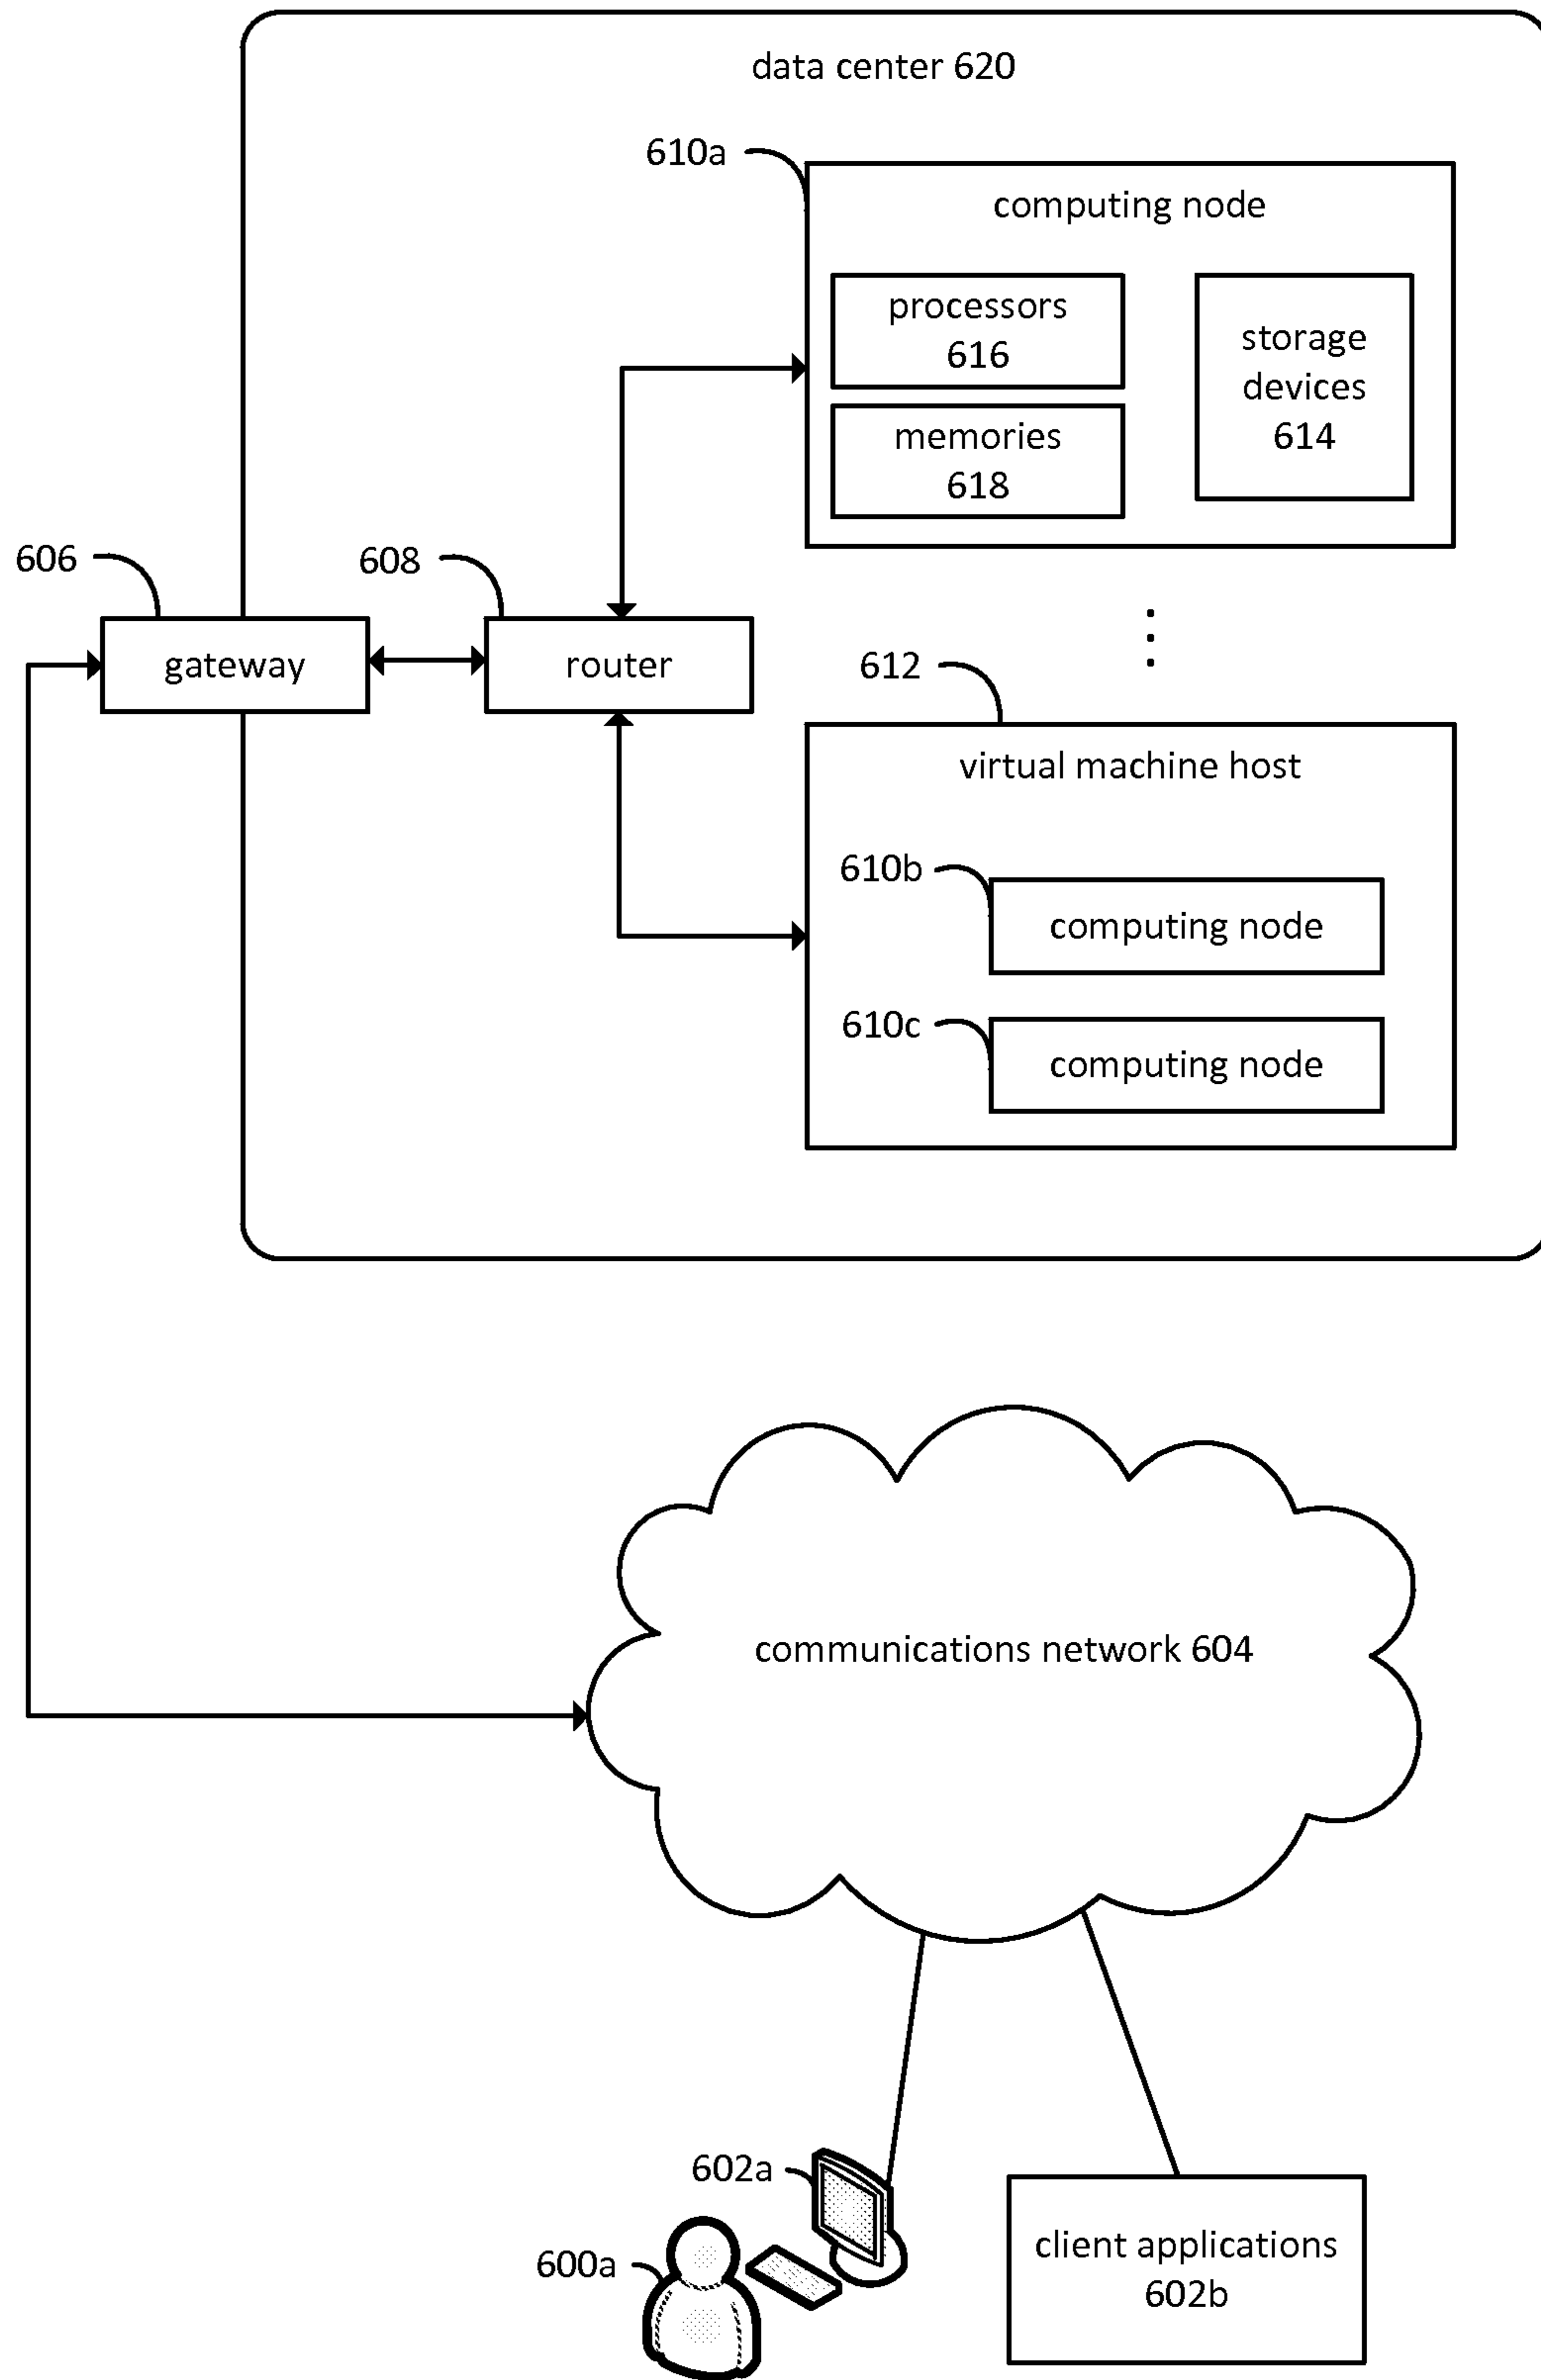 data center 620
610a
computing node
processors
616
storage
devices
614
memories
618
606
608
gateway
router
612
virtual machine host
610b
computing node
610c
computing node
communications network 604
602a
600a
client applications
602b